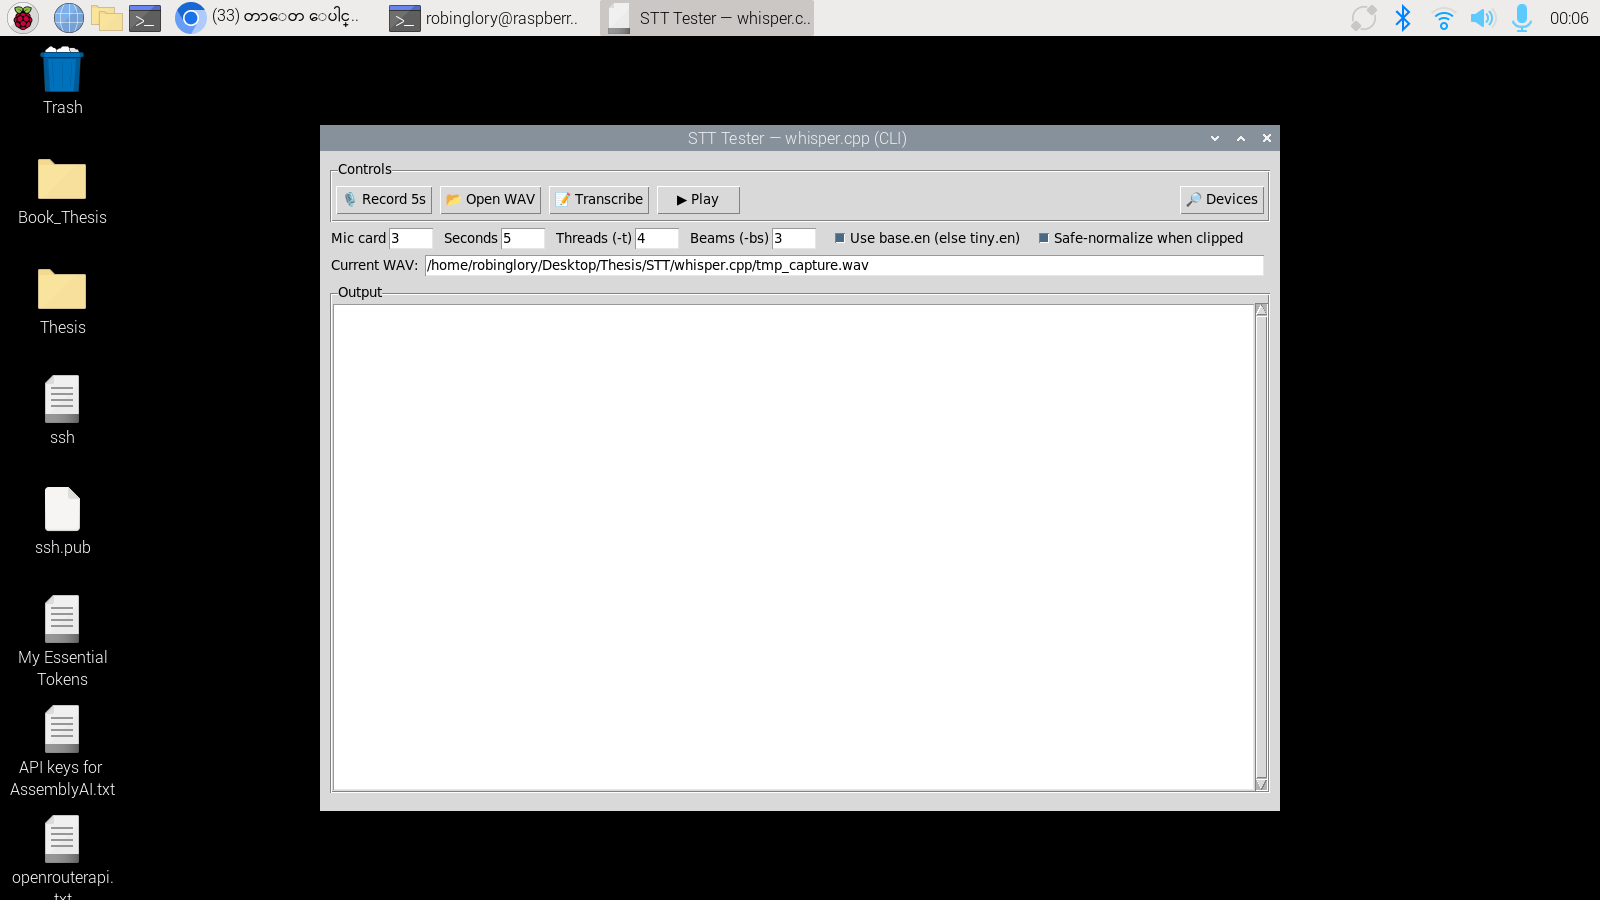 (33) တာဝေတ ပေါင်..
robinglory@raspberr..
STT Tester — whisper.c..
00:06
Trash
Book_Thesis
Thesis
ssh
ssh.pub
My Essential
Tokens
API keys for
AssemblyAI.txt
openrouterapi.
txt
STT Tester — whisper.cpp (CLI)
Controls
Record 5s
Open WAV
Transcribe
Play
Devices
Mic card 3 Seconds 5 Threads (-t) 4 Beams (-bs) 3 Use base.en (else tiny.en) Safe-normalize when clipped
Current WAV: /home/robinglory/Desktop/Thesis/STT/whisper.cpp/tmp_capture.wav
Output